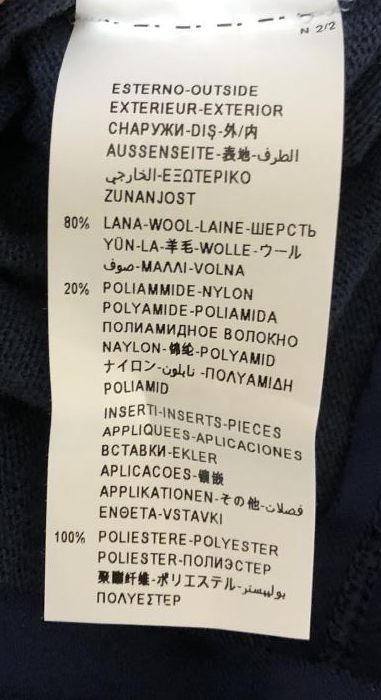 N 2/2
ESTERNO-OUTSIDE
EXTERIEUR-EXTERIOR
СНАРУЖИ-DIŞ-外/内
AUSSENSEITE-表地-الطرف
الخارجي-ΕΞΩΤΕΡΙΚΟ
ZUNANJOST
80% LANA-WOOL-LAINE-ШЕРСТЬ
YÜN-LA-羊毛-WOLLE-ウール
صوف-ΜΑΛΛΙ-VOLNA
20% POLIAMMIDE-NYLON
POLYAMIDE-POLIAMIDA
ПОЛИАМИДНОЕ ВОЛОКНО
NAYLON-锦纶-POLYAMID
ナイロン-نايلون-ΠΟΛΥΑΜΙΔΗ
POLIAMID
INSERTI-INSERTS-PIECES
APPLIQUEES-APLICACIONES
ВСТАВКИ-EKLER
APLICACOES-镶嵌
APPLIKATIONEN-その他-فصلات
ΕΝΘΕΤΑ-VSTAVKI
100% POLIESTERE-POLYESTER
POLIESTER-ПОЛИЭСТЕР
聚酯纤维-ポリエステル-بوليستر
ΠΟΛΥΕΣΤΕΡ